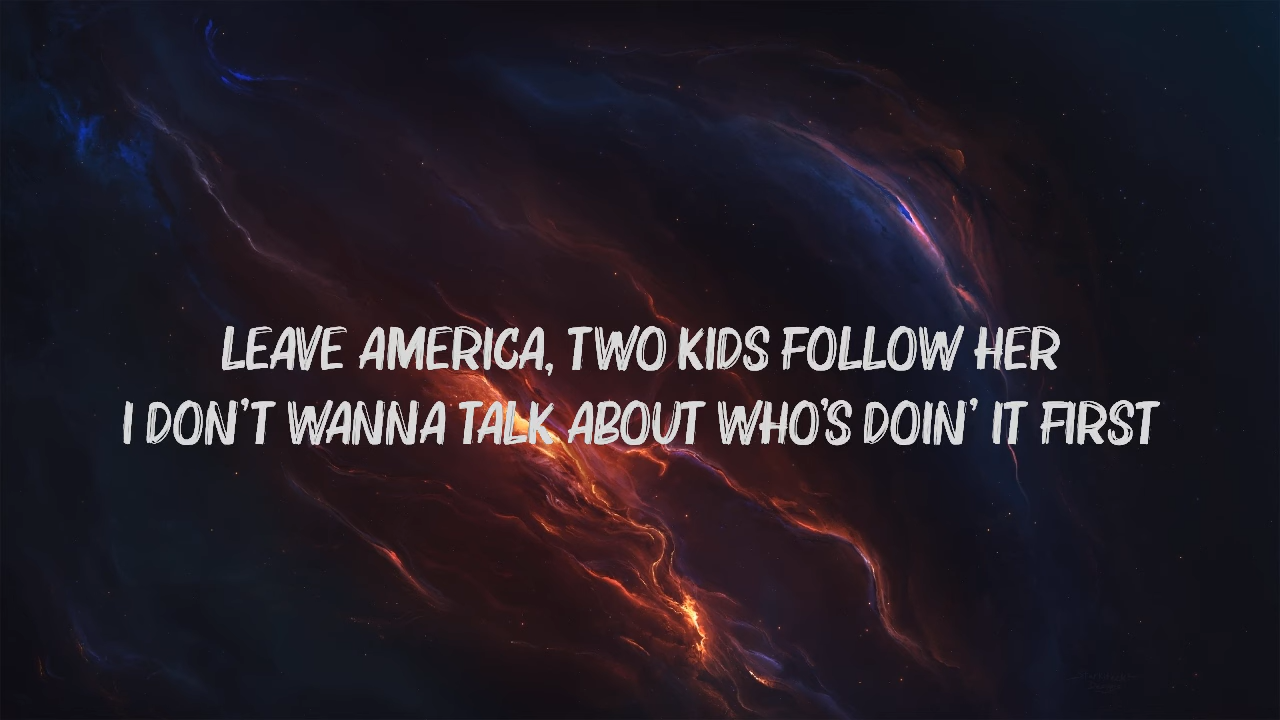 LEAVE AMERICA, TWO KIDS FOLLOW HER
I DON'T WANNA TALK ABOUT WHO'S DOIN' IT FIRST